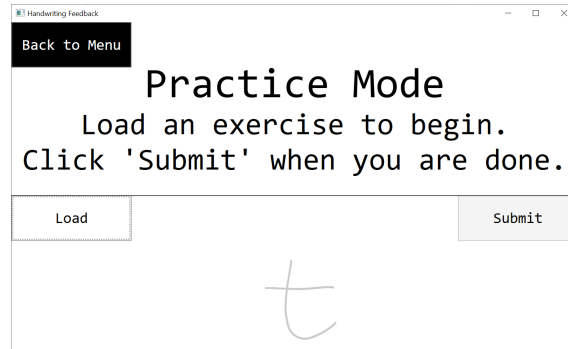 Handwriting Feedback
Back to Menu
Practice Mode
Load an exercise to begin.
Click 'Submit' when you are done.
Load
Submit
t